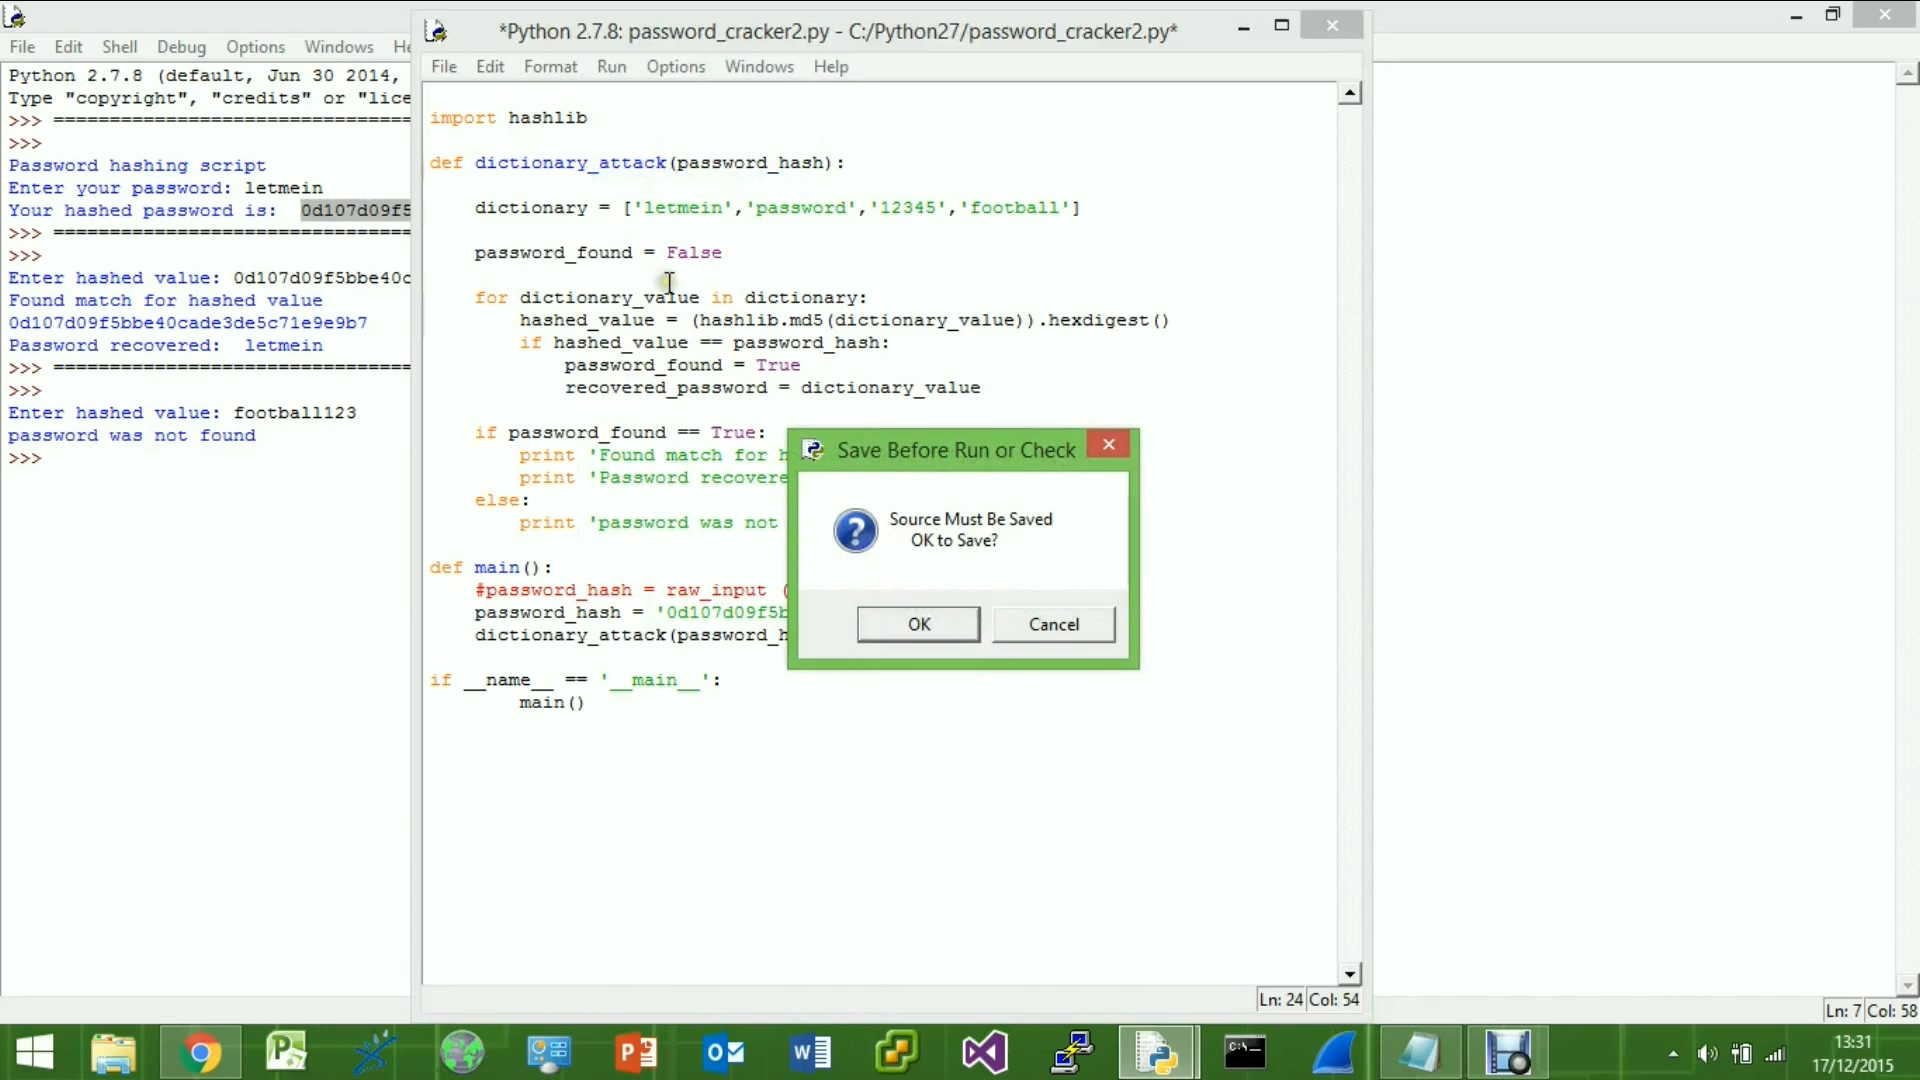 File Edit Shell Debug Options Windows He
Python 2.7.8 (default, Jun 30 2014,
Type "copyright", "credits" or "lice
>>> ==================================
>>>
Password hashing script
Enter your password: letmein
Your hashed password is:  0d107d09f5
>>> ==================================
>>>
Enter hashed value: 0d107d09f5bbe40c
Found match for hashed value
0d107d09f5bbe40cade3de5c71e9e9b7
Password recovered:  letmein
>>> ==================================
>>>
Enter hashed value: football123
password was not found
>>>
*Python 2.7.8: password_cracker2.py - C:/Python27/password_cracker2.py*
File Edit Format Run Options Windows Help
import hashlib
def dictionary_attack(password_hash):
dictionary = ['letmein','password','12345','football']
password_found = False
for dictionary_value in dictionary:
hashed_value = (hashlib.md5(dictionary_value)).hexdigest()
if hashed_value == password_hash:
password_found = True
recovered_password = dictionary_value
if password_found == True:
print 'Found match for h
print 'Password recovere
else:
print 'password was not
def main():
#password_hash = raw_input (
password_hash = '0d107d09f5b
dictionary_attack(password_h
if __name__ == '__main__':
main()
Save Before Run or Check
Source Must Be Saved
OK to Save?
OK Cancel
Ln: 24 Col: 54
Ln: 7 Col: 58
13:31
17/12/2015